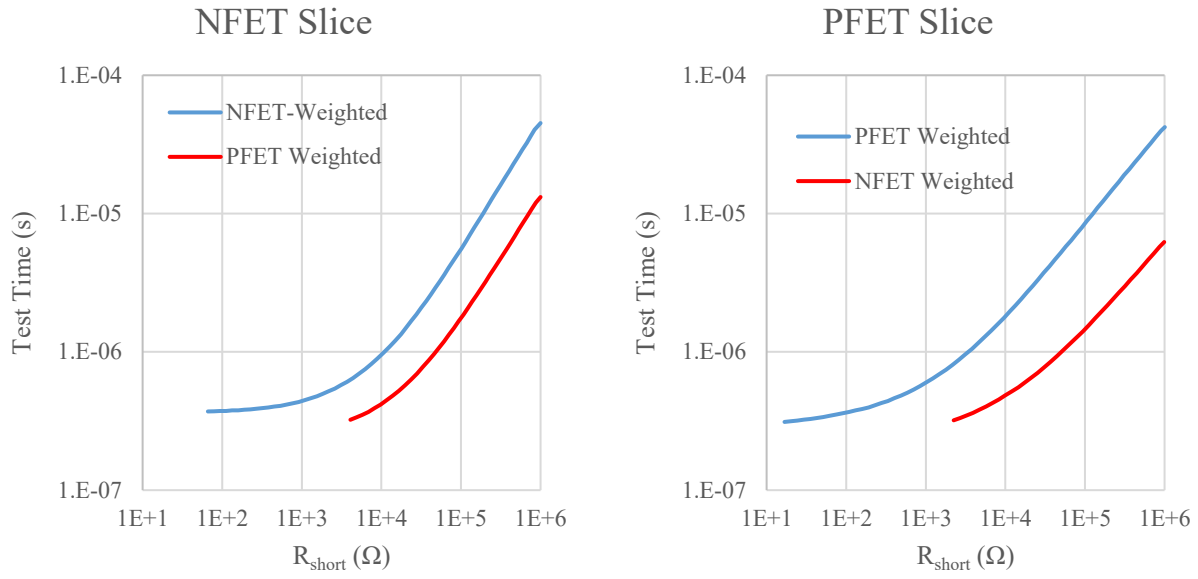 NFET Slice
1.E-04
NFET-Weighted
PFET Weighted
1.E-05
1.E-06
1.E-07
Test Time (s)
1E+1 1E+2 1E+3 1E+4 1E+5 1E+6
Rshort (Ω)
PFET Slice
1.E-04
PFET Weighted
NFET Weighted
1.E-05
1.E-06
1.E-07
Test Time (s)
1E+1 1E+2 1E+3 1E+4 1E+5 1E+6
Rshort (Ω)